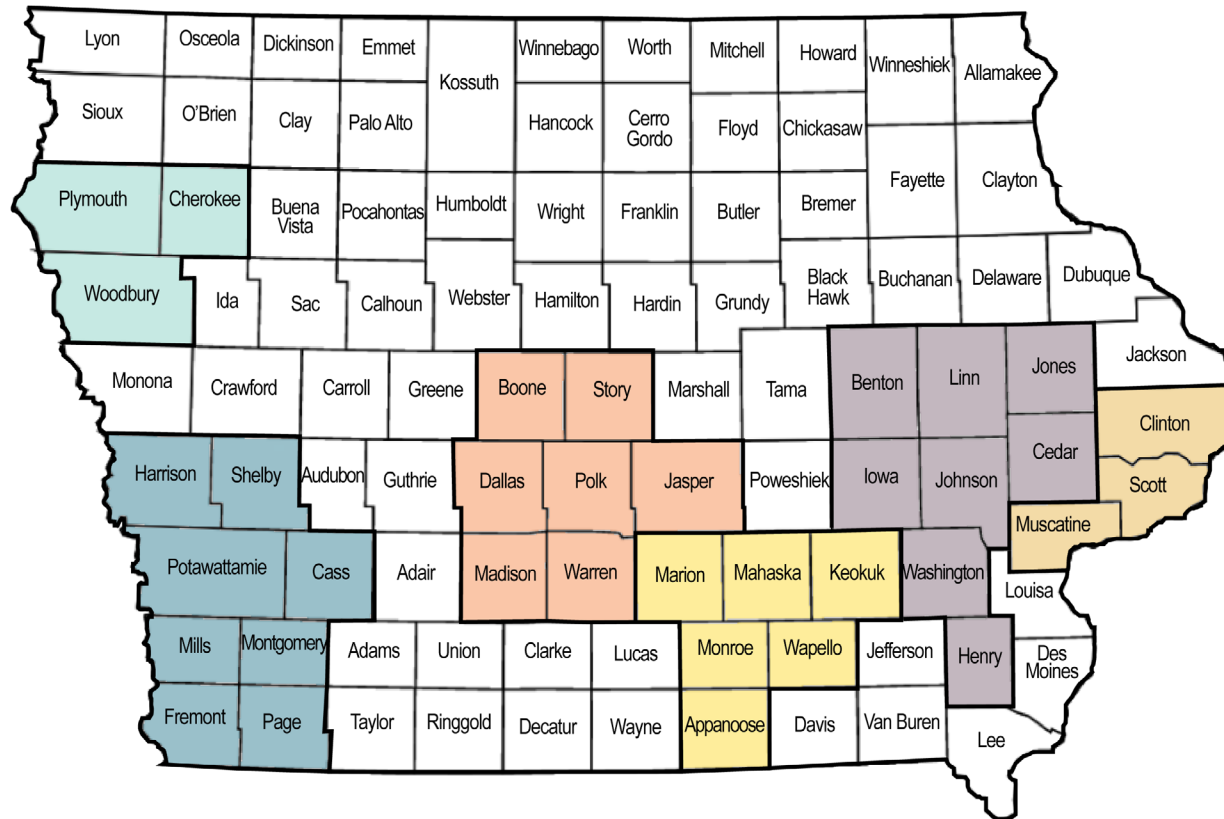 Lyon
Osceola
Dickinson
Emmet
Kossuth
Winnebago
Worth
Mitchell
Howard
Winneshiek
Allamakee
Sioux
O'Brien
Clay
Palo Alto
Hancock
Cerro
Gordo
Floyd
Chickasaw
Fayette
Clayton
Plymouth
Cherokee
Buena
Vista
Pocahontas
Humboldt
Wright
Franklin
Butler
Bremer
Woodbury
Ida
Sac
Calhoun
Webster
Hamilton
Hardin
Grundy
Black
Hawk
Buchanan
Delaware
Dubuque
Monona
Crawford
Carroll
Greene
Boone
Story
Marshall
Tama
Benton
Linn
Jones
Jackson
Clinton
Harrison
Shelby
Audubon
Guthrie
Dallas
Polk
Jasper
Poweshiek
Iowa
Johnson
Cedar
Scott
Muscatine
Potawattamie
Cass
Adair
Madison
Warren
Marion
Mahaska
Keokuk
Washington
Louisa
Mills
Montgomery
Adams
Union
Clarke
Lucas
Monroe
Wapello
Jefferson
Henry
Des
Moines
Fremont
Page
Taylor
Ringgold
Decatur
Wayne
Appanoose
Davis
Van Buren
Lee